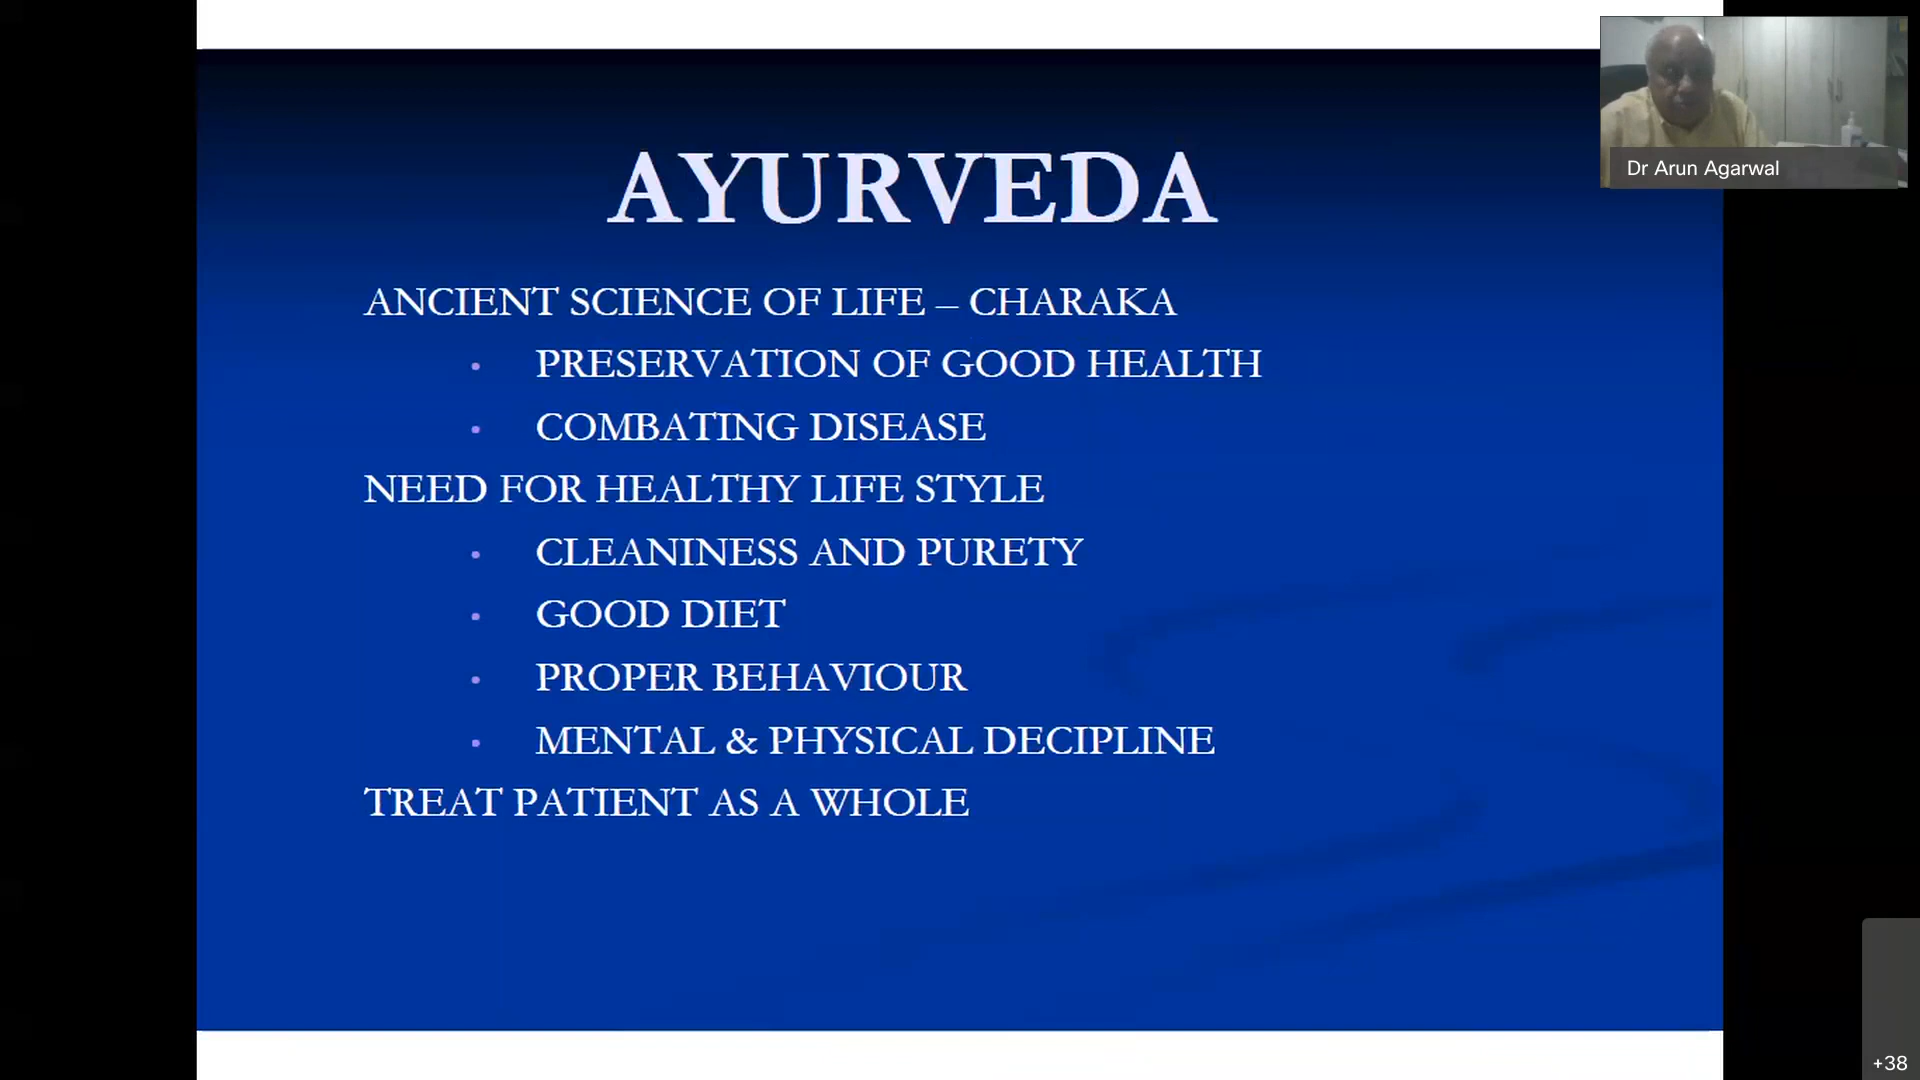 AYURVEDA
ANCIENT SCIENCE OF LIFE – CHARAKA
• PRESERVATION OF GOOD HEALTH
• COMBATING DISEASE
NEED FOR HEALTHY LIFE STYLE
• CLEANINESS AND PURETY
• GOOD DIET
• PROPER BEHAVIOUR
• MENTAL & PHYSICAL DECIPLINE
TREAT PATIENT AS A WHOLE
Dr Arun Agarwal
+38